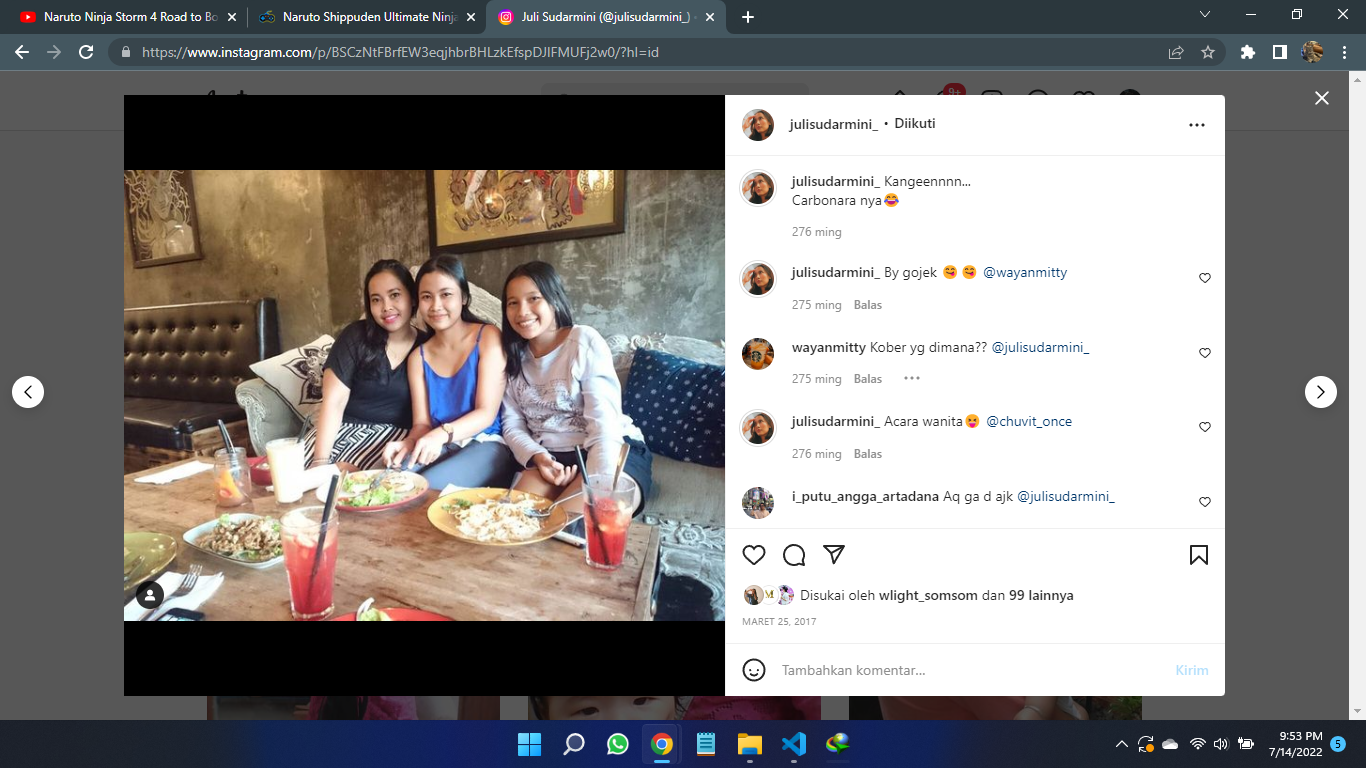 Naruto Ninja Storm 4 Road to Bo
Naruto Shippuden Ultimate Ninja
Juli Sudarmini (@julisudarmini_) •
https://www.instagram.com/p/BSCzNtFBrfEW3eqjhbrBHLzkEfspDJIFMUFj2w0/?hl=id
9+
julisudarmini_ • Diikuti
julisudarmini_ Kangeennnn...
Carbonara nya😂
276 ming
julisudarmini_ By gojek 😋😋 @wayanmitty
275 ming Balas
wayanmitty Kober yg dimana?? @julisudarmini_
275 ming Balas
julisudarmini_ Acara wanita😝 @chuvit_once
276 ming Balas
i_putu_angga_artadana Aq ga d ajk @julisudarmini_
Disukai oleh wlight_somsom dan 99 lainnya
MARET 25, 2017
Tambahkan komentar...
Kirim
9:53 PM
7/14/2022
5